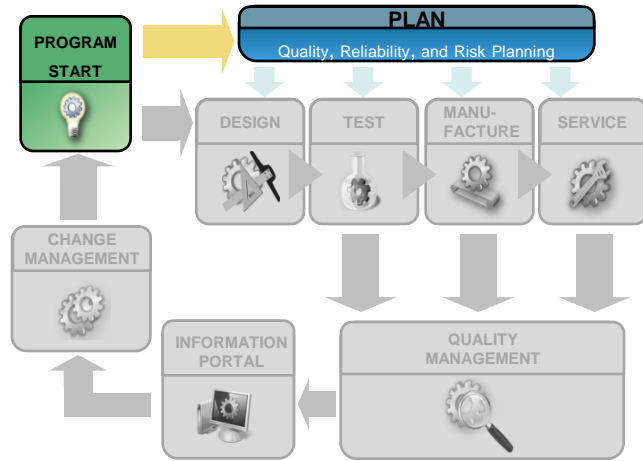 PROGRAM
START
PLAN
Quality, Reliability, and Risk Planning
DESIGN
TEST
MANU-
FACTURE
SERVICE
CHANGE
MANAGEMENT
INFORMATION
PORTAL
QUALITY
MANAGEMENT